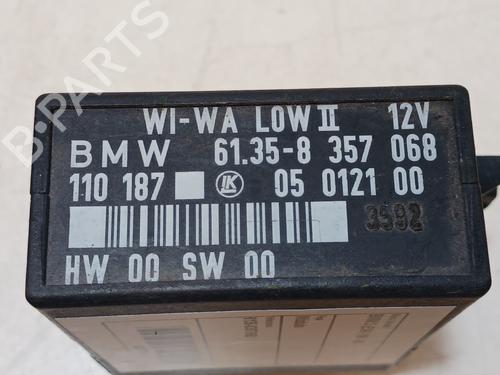 B-PARTS
WI-WA LOW II 12V
BMW 61.35-8 357 068
110 187 LK 05 0121 00
3592
HW 00 SW 00